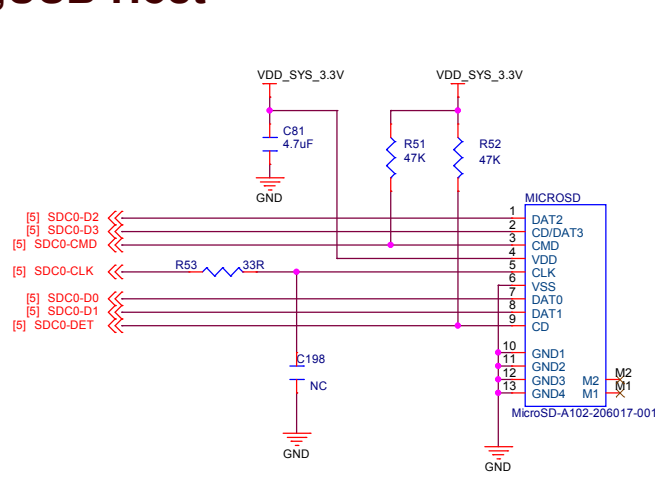 VDD_SYS_3.3V
VDD_SYS_3.3V
C81
4.7uF
R51
47K
R52
47K
GND
MICROSD
[5] SDC0-D2
1
DAT2
[5] SDC0-D3
2
CD/DAT3
[5] SDC0-CMD
3
CMD
4
VDD
[5] SDC0-CLK
R53
33R
5
CLK
6
VSS
[5] SDC0-D0
7
DAT0
[5] SDC0-D1
8
DAT1
[5] SDC0-DET
9
CD
10
GND1
11
GND2
12
GND3
M2
M2
13
GND4
M1
M1
C198
NC
MicroSD-A102-206017-001
GND
GND